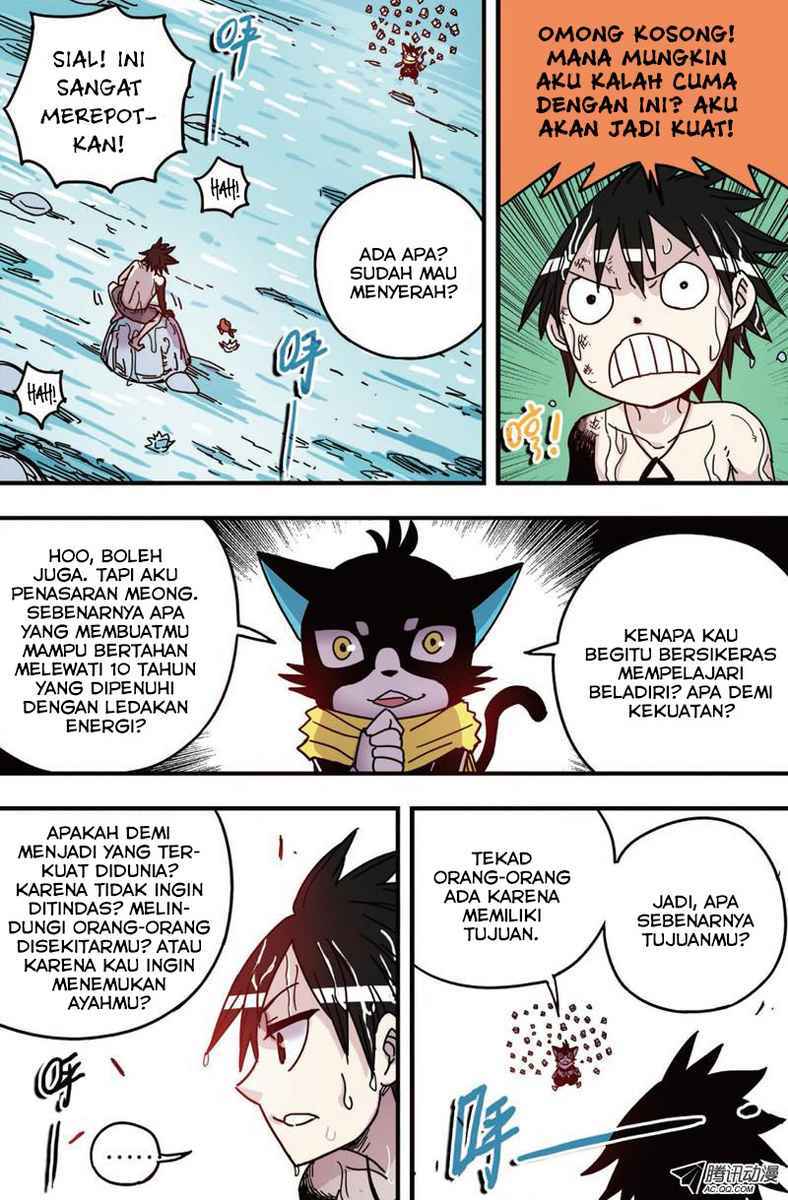 SIAL! INI
SANGAT
MEREPOT-
KAN!
呼
HAH!
ADA APA?
SUDAH MAU
MENYERAH?
呼
HAH!
OMONG KOSONG!
MANA MUNGKIN
AKU KALAH CUMA
DENGAN INI? AKU
AKAN JADI KUAT!
哼!
HOO, BOLEH
JUGA. TAPI AKU
PENASARAN MEONG.
SEBENARNYA APA
YANG MEMBUATMU
MAMPU BERTAHAN
MELEWATI 10 TAHUN
YANG DIPENUHI
DENGAN LEDAKAN
ENERGI?
KENAPA KAU
BEGITU BERSIKERAS
MEMPELAJARI
BELADIRI? APA DEMI
KEKUATAN?
APAKAH DEMI
MENJADI YANG TER-
KUAT DIDUNIA?
KARENA TIDAK INGIN
DITINDAS? MELIN-
DUNGI ORANG-ORANG
DISEKITARMU? ATAU
KARENA KAU INGIN
MENEMUKAN
AYAHMU?
呼
......
TEKAD
ORANG-ORANG
ADA KARENA
MEMILIKI
TUJUAN.
JADI, APA
SEBENARNYA
TUJUANMU?
呼
腾讯动漫
AC.QQ.COM